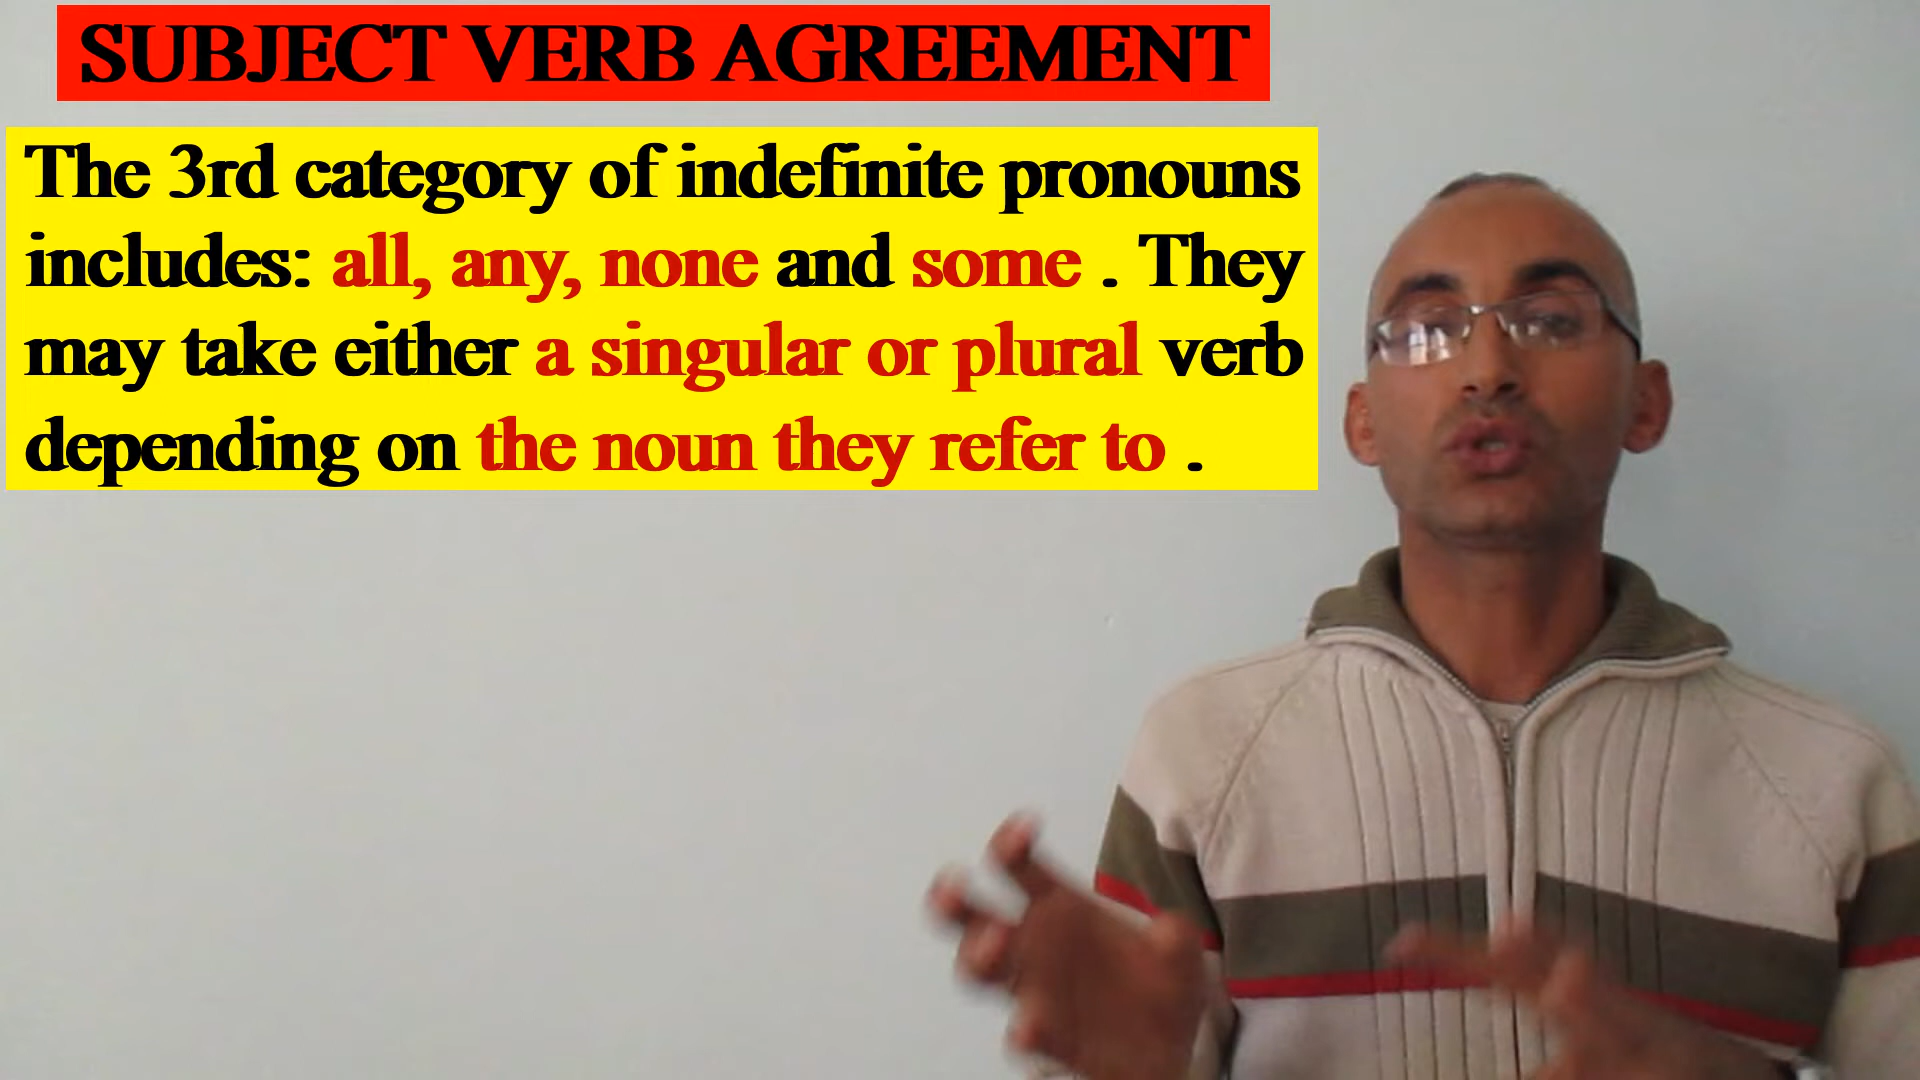 SUBJECT VERB AGREEMENT
The 3rd category of indefinite pronouns
includes: all, any, none and some . They
may take either a singular or plural verb
depending on the noun they refer to .